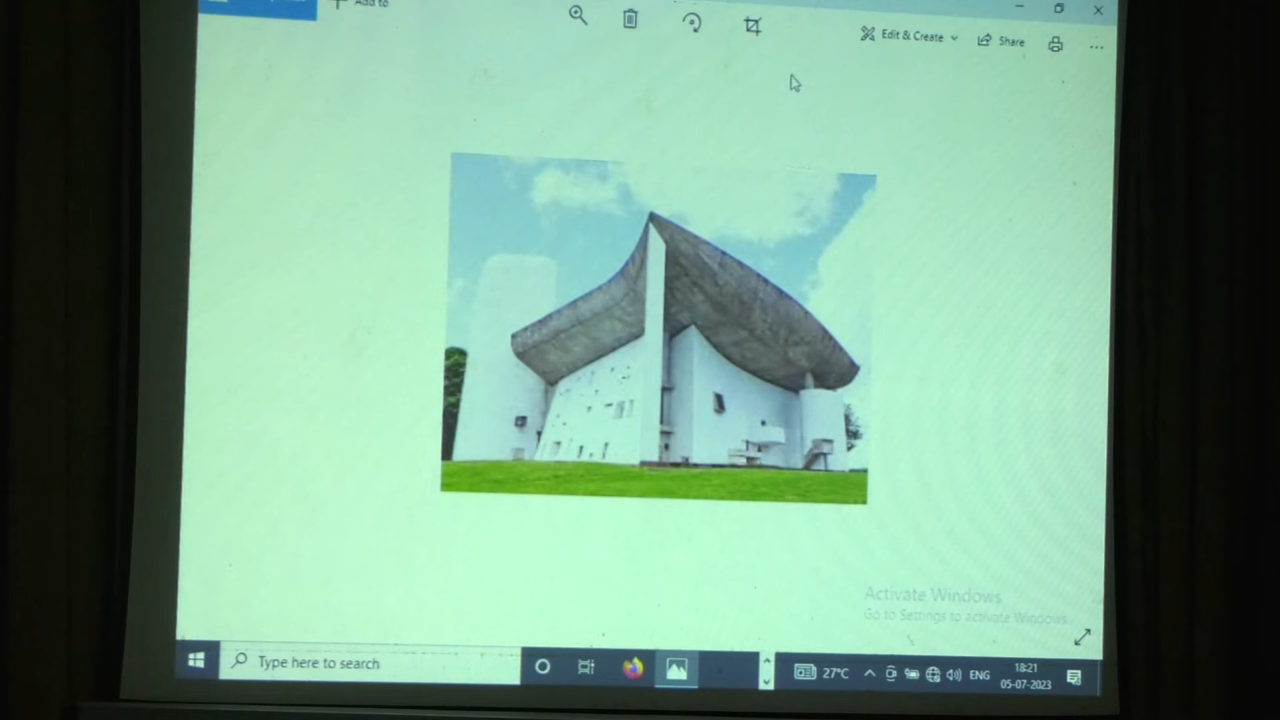 Add to
Edit & Create
Share
Activate Windows
Go to Settings to activate Windows.
Type here to search
27°C
ENG
18:21
05-07-2023